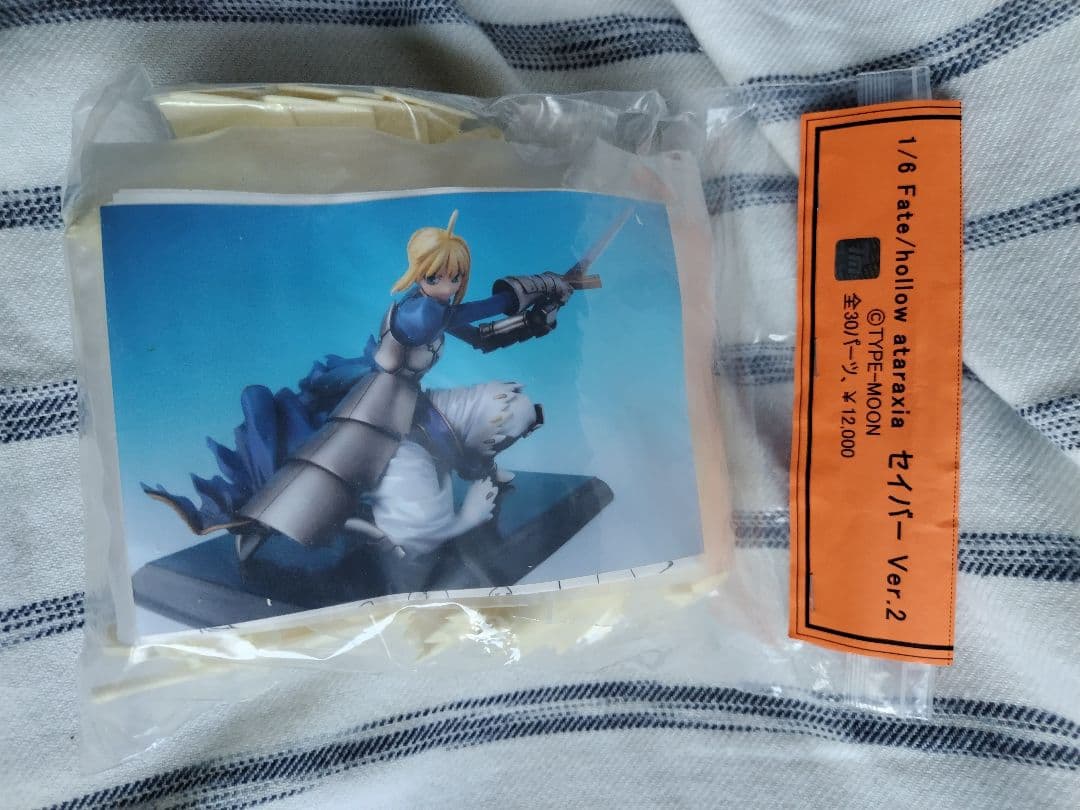 1/6 Fate/hollow ataraxia セイバー Ver.2
©TYPE-MOON
全30パーツ、￥12,000